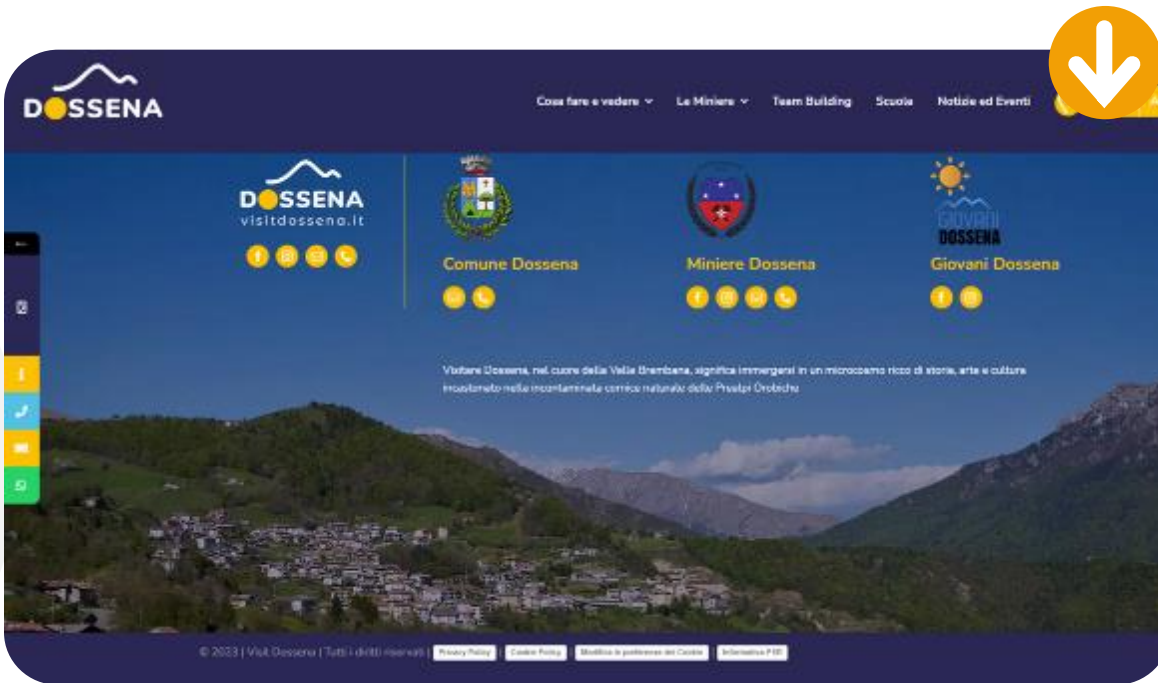 DOSSENA
Cosa fare e vedere
Le Miniere
Team Building
Scuola
Notizie ed Eventi
DOSSENA
visitdossena.it
GIOVANI
DOSSENA
Comune Dossena
Miniere Dossena
Giovani Dossena
Visitare Dossena, nel cuore della Valle Brembana, significa immergersi in un microcosmo ricco di storia, arte e cultura
incastonato nella incontaminata cornice naturale delle Prealpi Orobiche
© 2023 | Visit Dossena | Tutti i diritti riservati | Privacy Policy | Cookie Policy | Modifica le preferenze dei Cookie | Informativa POR